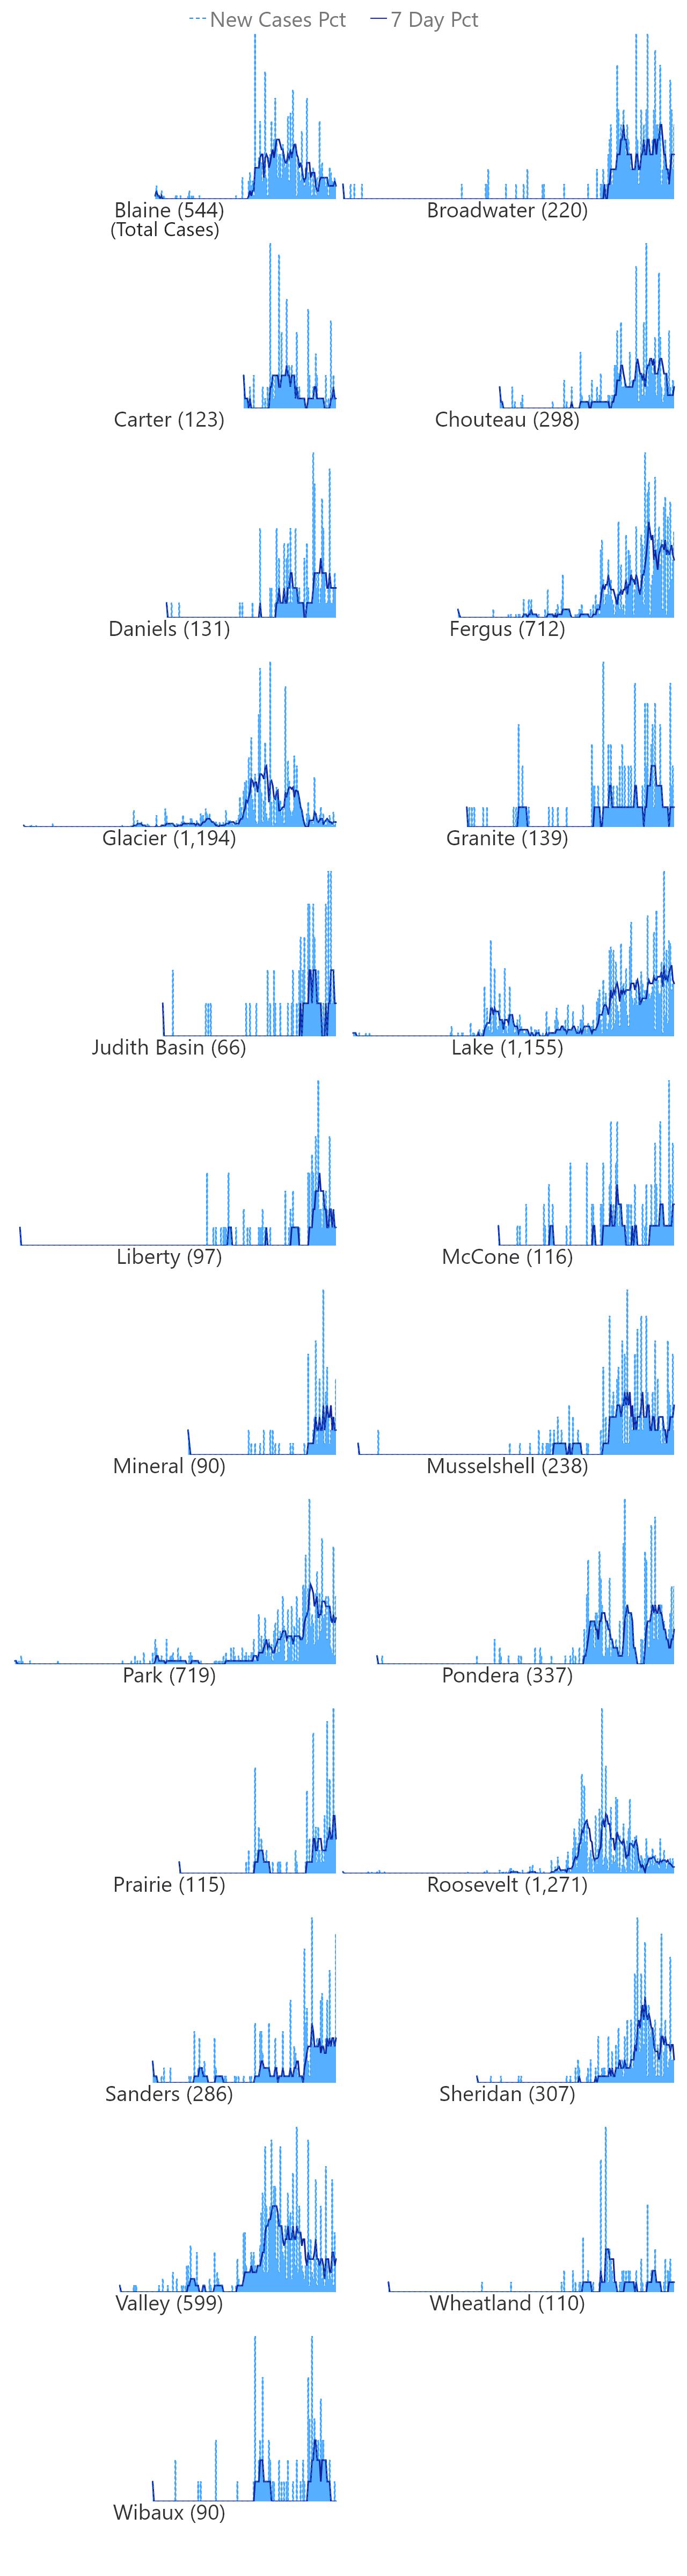 New Cases Pct 7 Day Pct
Blaine (544) Broadwater (220)
(Total Cases)
Carter (123) Chouteau (298)
Daniels (131) Fergus (712)
Glacier (1,194) Granite (139)
Judith Basin (66) Lake (1,155)
Liberty (97) McCone (116)
Mineral (90) Musselshell (238)
Park (719) Pondera (337)
Prairie (115) Roosevelt (1,271)
Sanders (286) Sheridan (307)
Valley (599) Wheatland (110)
Wibaux (90)